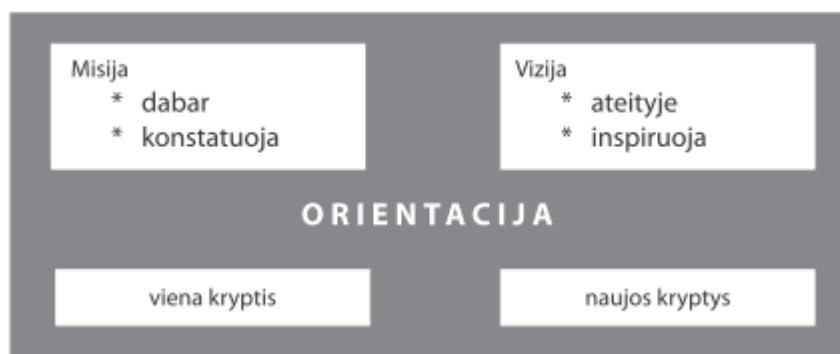 Misija
* dabar
* konstatuoja
Vizija
* ateityje
* inspiruoja
ORIENTACIJA
viena kryptis
naujos kryptys